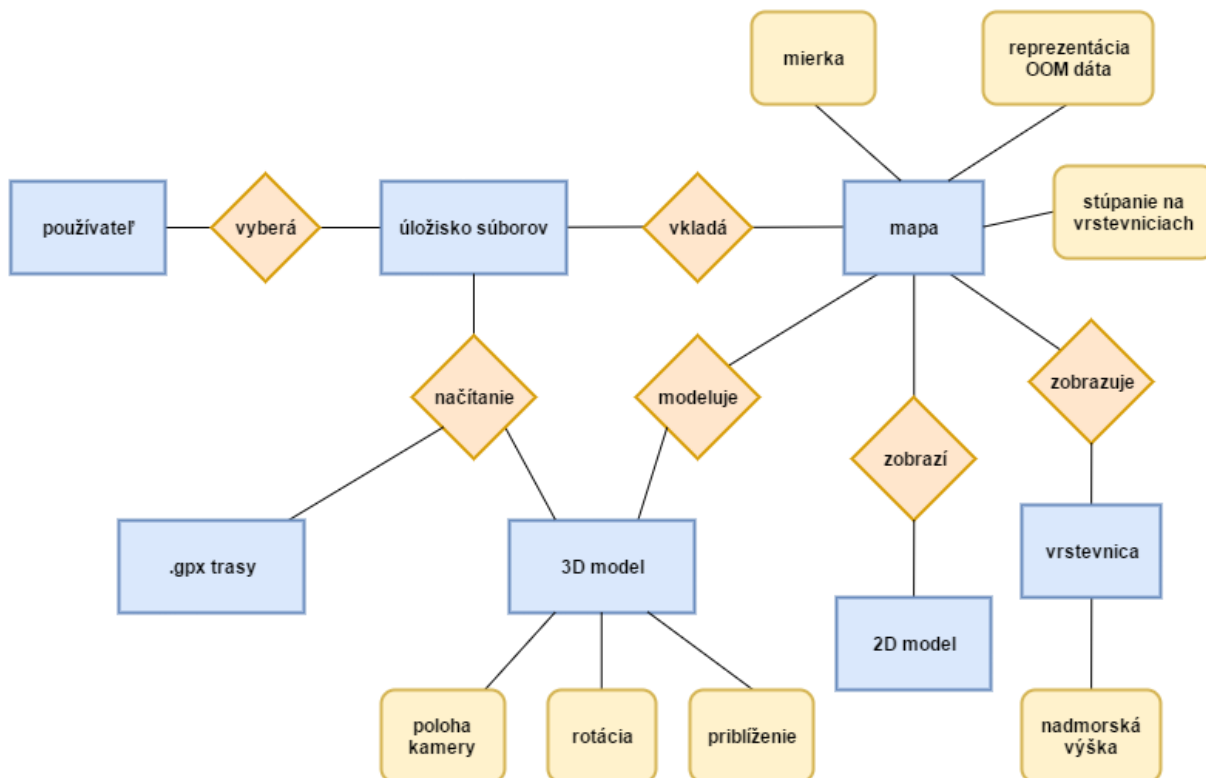 mierka
reprezentácia
OOM dáta
používateľ
vyberá
úložisko súborov
vkladá
mapa
stúpanie na
vrstevniciach
načítanie
modeluje
zobrazí
zobrazuje
.gpx trasy
3D model
2D model
vrstevnica
poloha
kamery
rotácia
priblíženie
nadmorská
výška